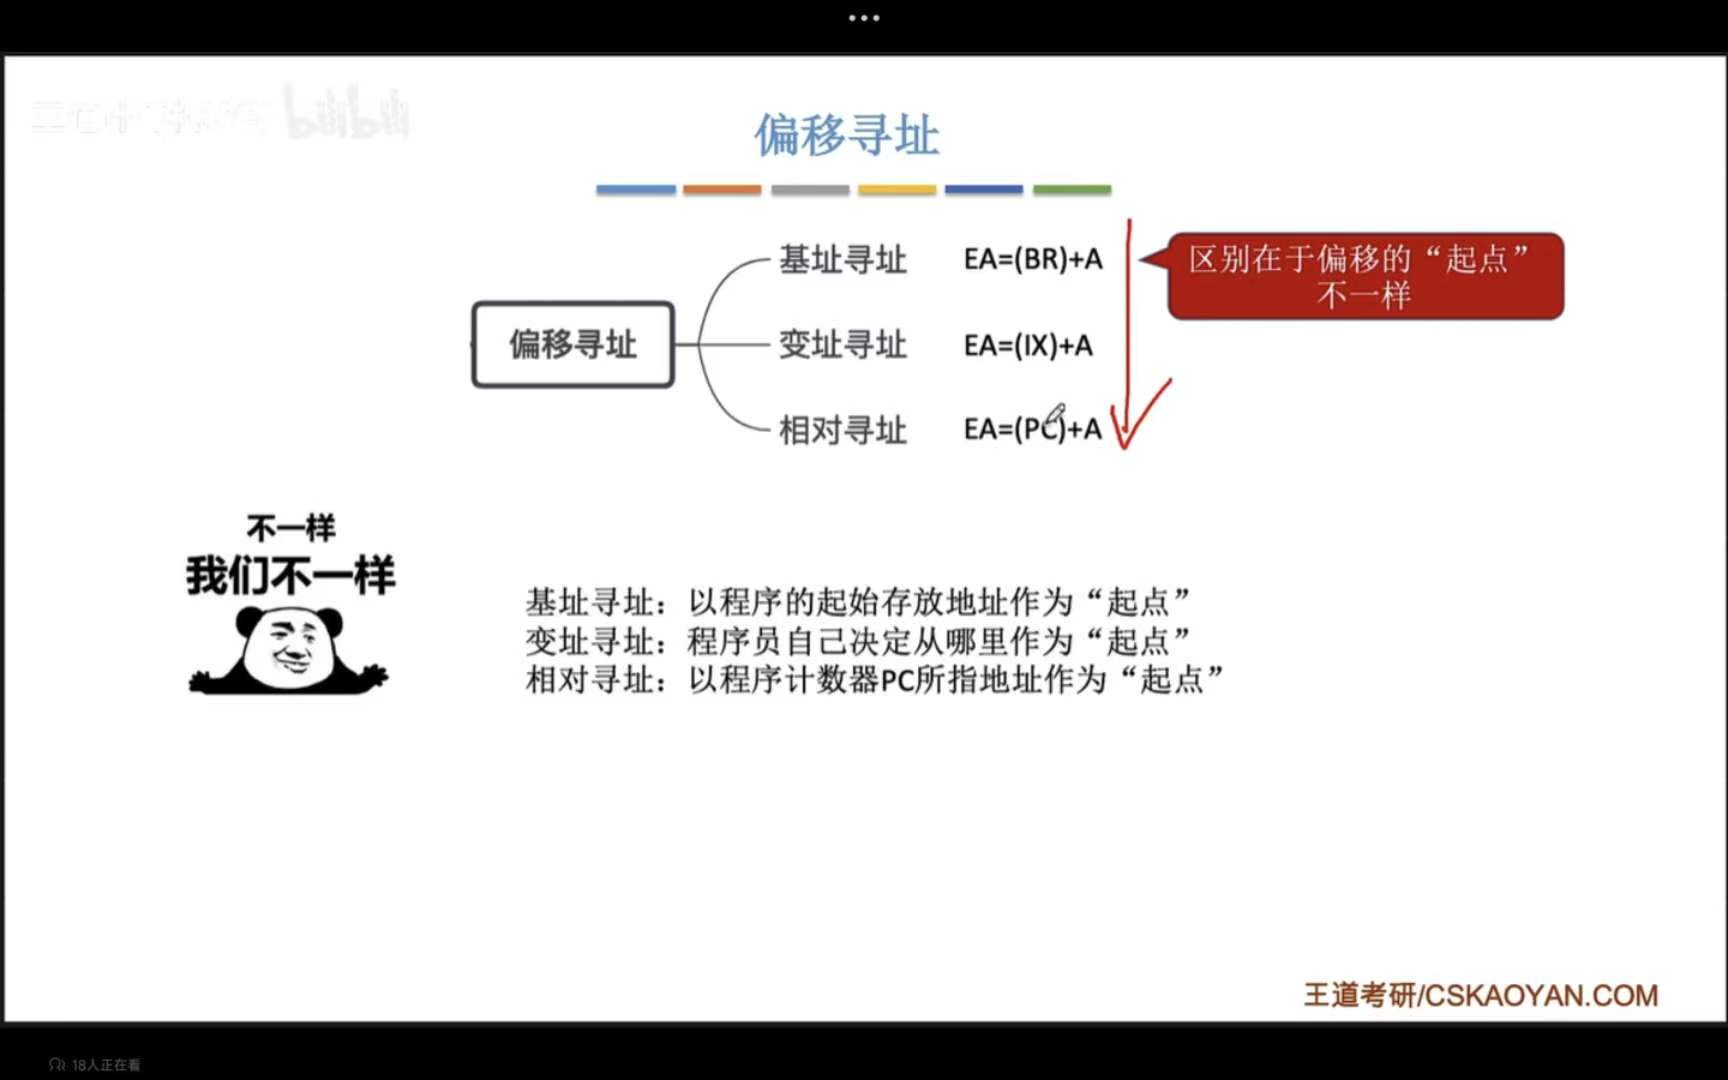 偏移寻址
基址寻址 EA=(BR)+A
区别在于偏移的“起点”
不一样
偏移寻址
变址寻址 EA=(IX)+A
相对寻址 EA=(PC)+A
不一样
我们不一样
基址寻址：以程序的起始存放地址作为“起点”
变址寻址：程序员自己决定从哪里作为“起点”
相对寻址：以程序计数器PC所指地址作为“起点”
王道考研/CSKAOYAN.COM
18人正在看
bilibili